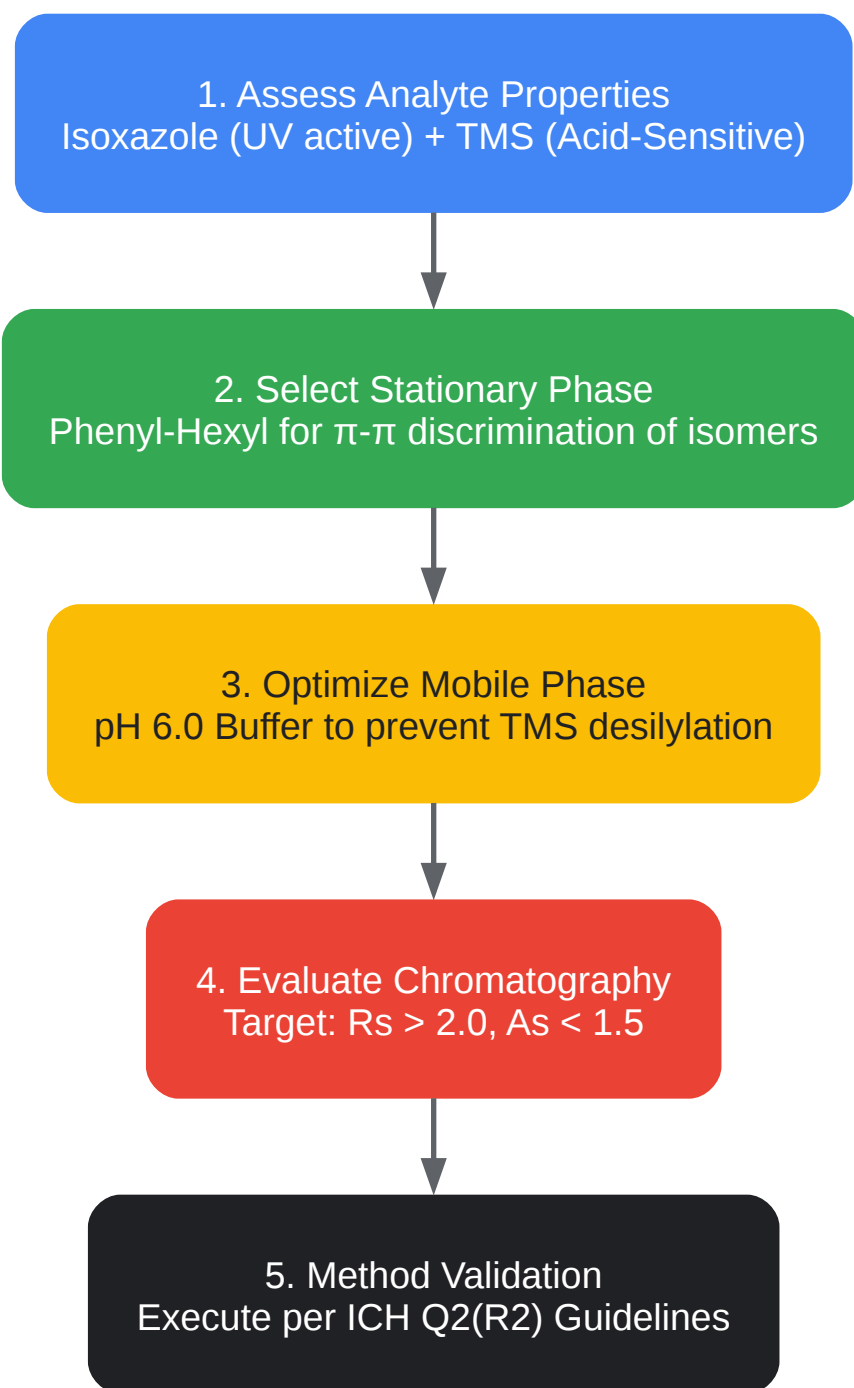 1. Assess Analyte Properties
Isoxazole (UV active) + TMS (Acid-Sensitive)
2. Select Stationary Phase
Phenyl-Hexyl for π-π discrimination of isomers
3. Optimize Mobile Phase
pH 6.0 Buffer to prevent TMS desilylation
4. Evaluate Chromatography
Target: Rs > 2.0, As < 1.5
5. Method Validation
Execute per ICH Q2(R2) Guidelines